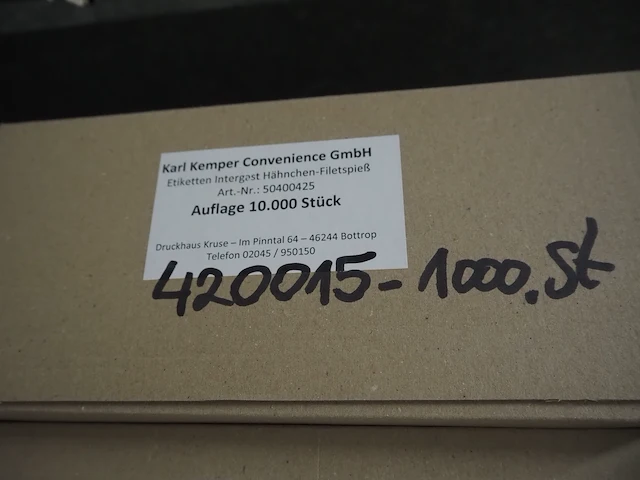 Karl Kemper Convenience GmbH
Etiketten Intergast Hähnchen-Filetspieß
Art.-Nr.: 50400425
Auflage 10.000 Stück
Druckhaus Kruse – Im Pinntal 64 – 46244 Bottrop
Telefon 02045 / 950150
420015-1000.St